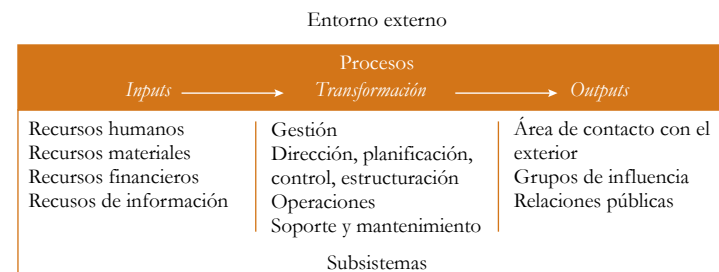 Entorno externo
Procesos
Inputs Transformación Outputs
Recursos humanos
Recursos materiales
Recursos financieros
Recusos de información
Gestión
Dirección, planificación,
control, estructuración
Operaciones
Soporte y mantenimiento
Área de contacto con el
exterior
Grupos de influencia
Relaciones públicas
Subsistemas